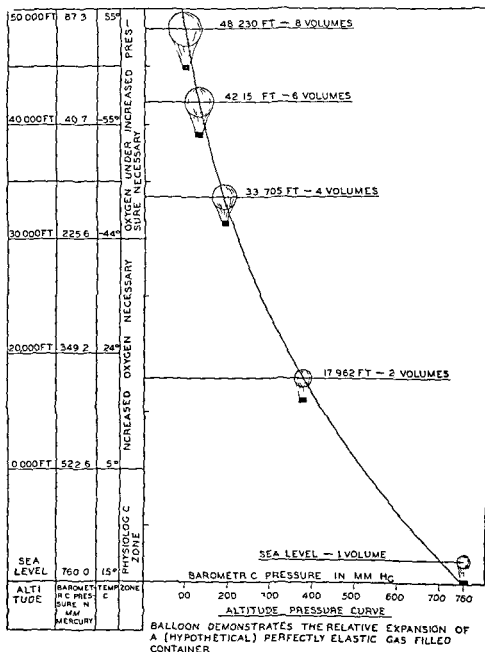 50 000 FT 87.3 55°
48 230 FT — 8 VOLUMES
42 15 FT — 6 VOLUMES
40 000 FT 40.7 -55°
OXYGEN UNDER INCREASED PRES-
SURE NECESSARY
33 705 FT — 4 VOLUMES
30 000 FT 225 6 -44°
NCREASED OXYGEN NECESSARY
20,000 FT 349.2 24°
17 962 FT — 2 VOLUMES
0 000 FT 522.6 5°
PHYSIOLOG C
ZONE
SEA LEVEL — 1 VOLUME
SEA
LEVEL 760 0 15°
BAROMETR C PRESSURE IN MM HG
ALTI
TUDE
BAROMET
R C PRES
SURE N
MM
MERCURY
TEMP
C
ZONE
00 200 300 400 500 600 700 760
ALTITUDE PRESSURE CURVE
BALLOON DEMONSTRATES THE RELATIVE EXPANSION OF
A (HYPOTHETICAL) PERFECTLY ELASTIC GAS FILLED
CONTAINER